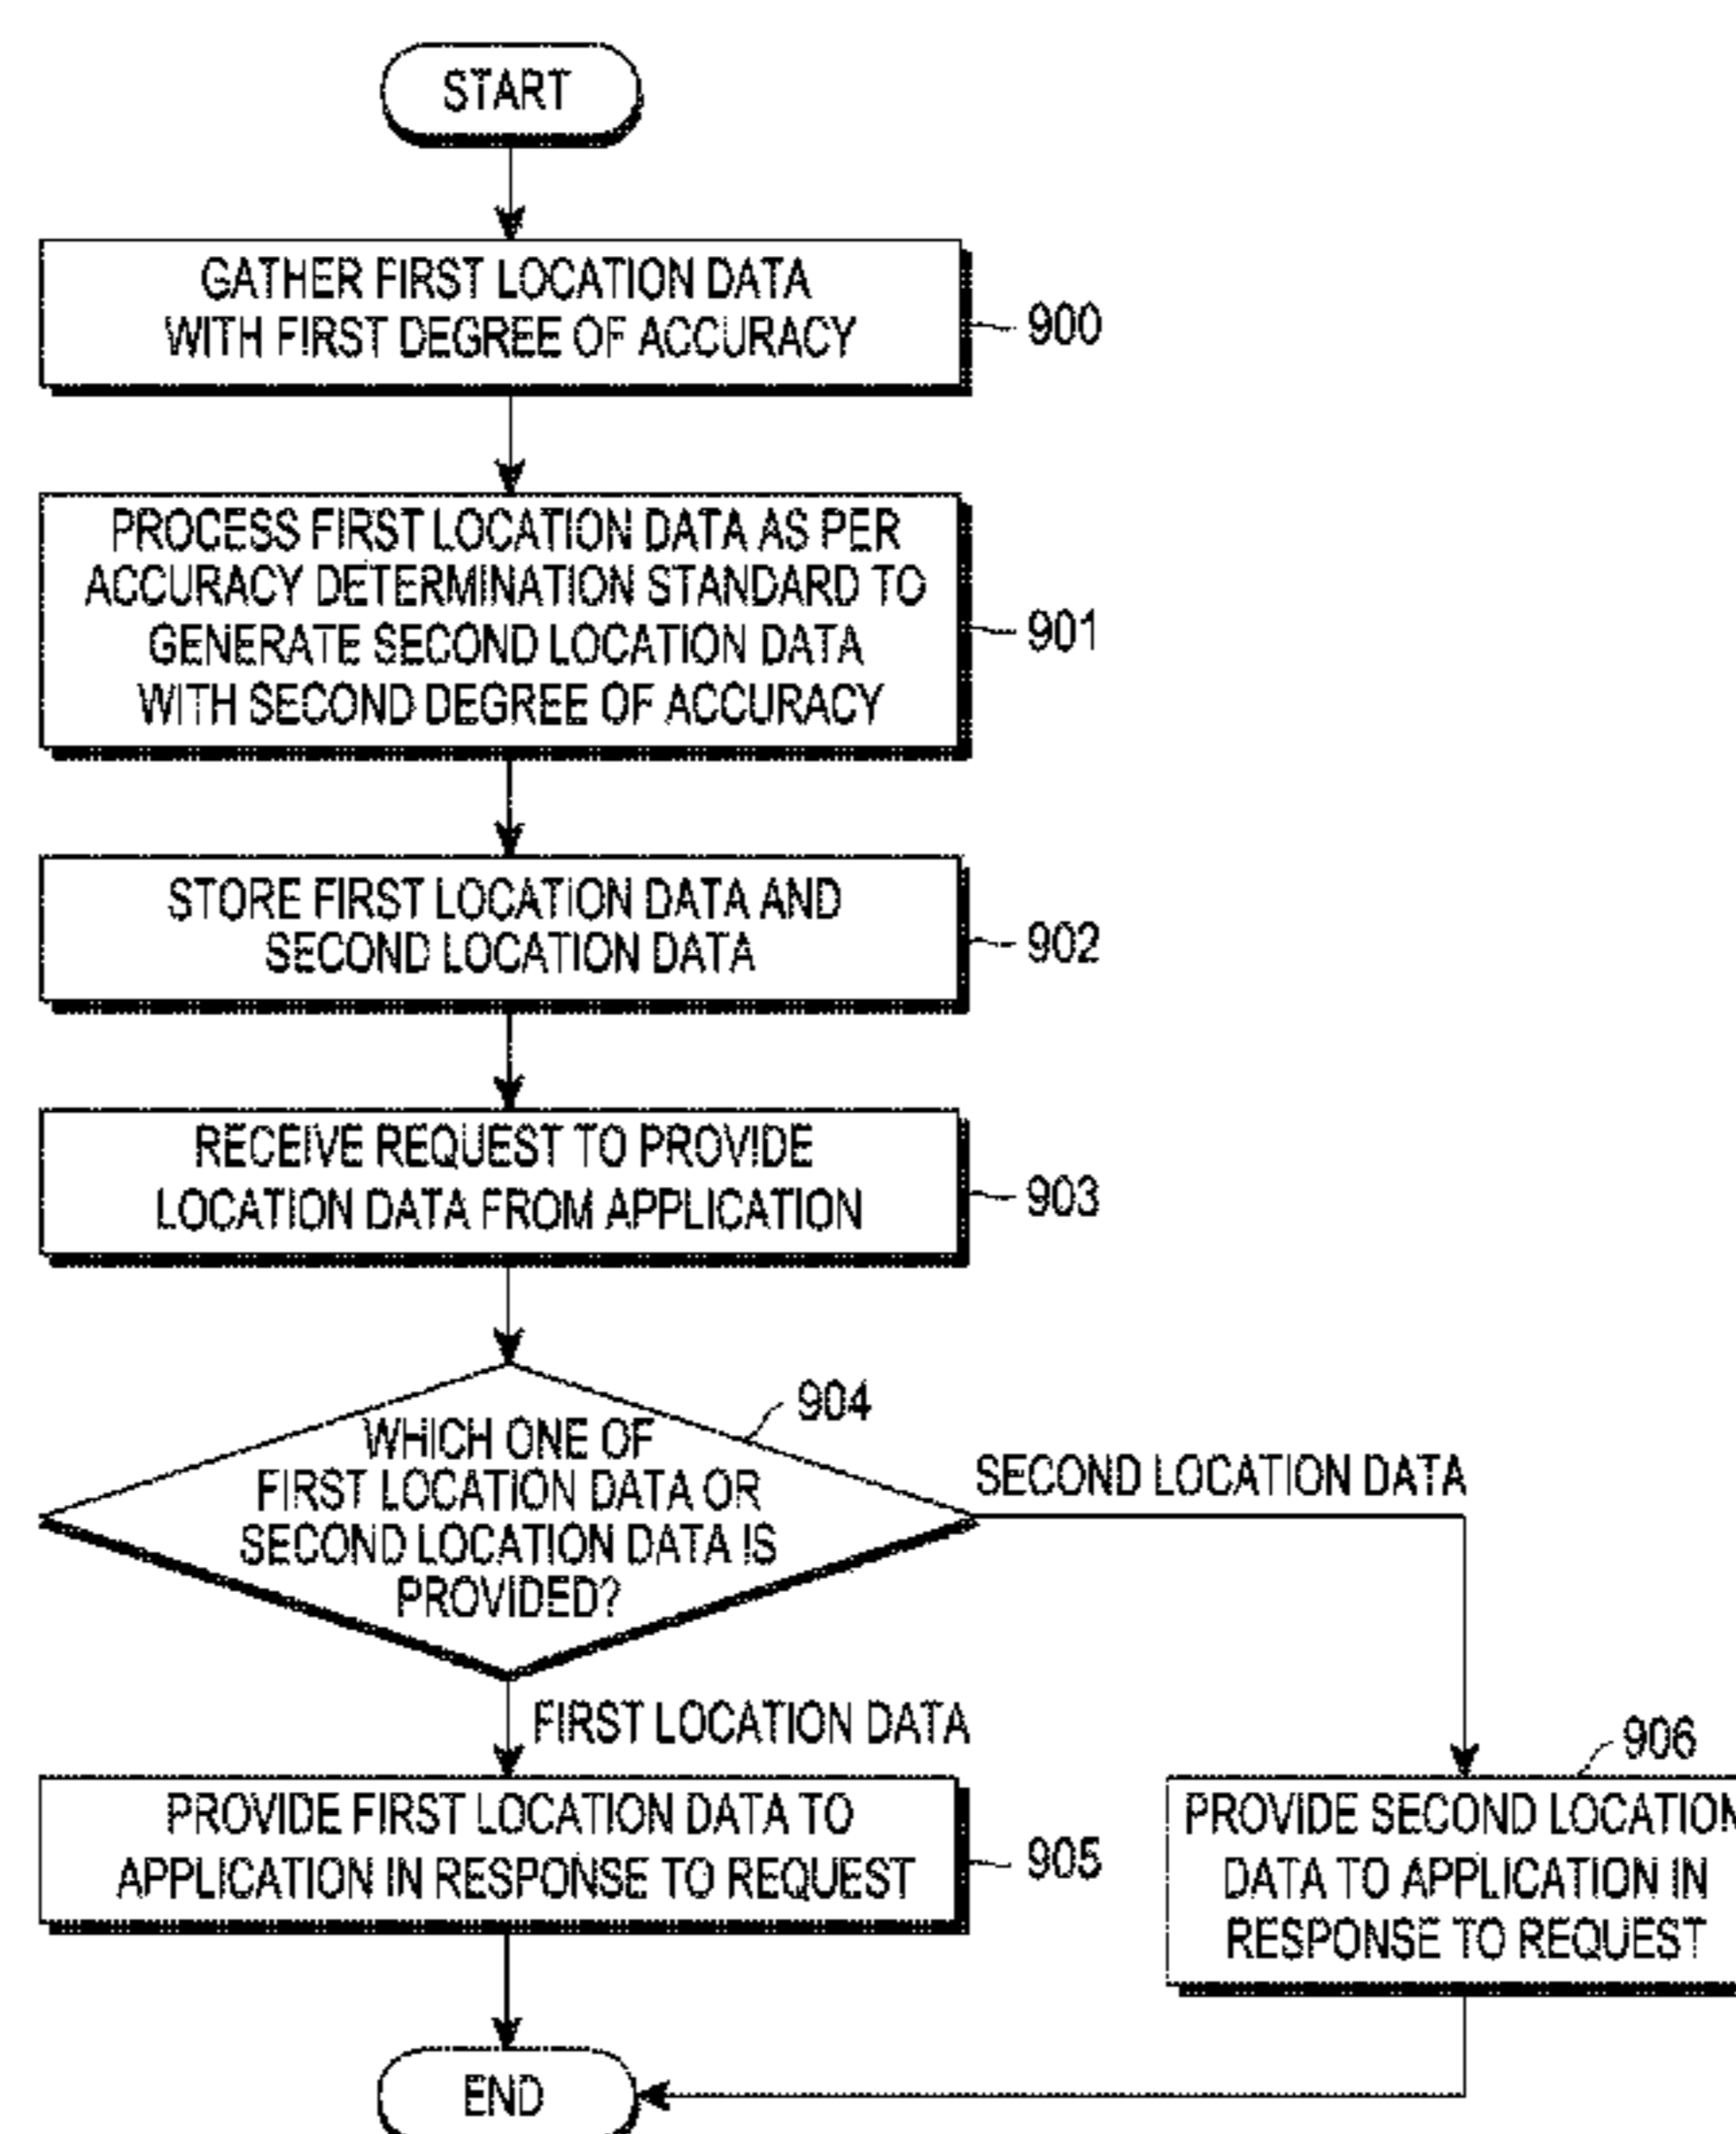 START
GATHER FIRST LOCATION DATA
WITH FIRST DEGREE OF ACCURACY
900
PROCESS FIRST LOCATION DATA AS PER
ACCURACY DETERMINATION STANDARD TO
GENERATE SECOND LOCATION DATA
WITH SECOND DEGREE OF ACCURACY
901
STORE FIRST LOCATION DATA AND
SECOND LOCATION DATA
902
RECEIVE REQUEST TO PROVIDE
LOCATION DATA FROM APPLICATION
903
904
WHICH ONE OF
FIRST LOCATION DATA OR
SECOND LOCATION DATA IS
PROVIDED?
SECOND LOCATION DATA
FIRST LOCATION DATA
PROVIDE FIRST LOCATION DATA TO
APPLICATION IN RESPONSE TO REQUEST
905
906
PROVIDE SECOND LOCATION
DATA TO APPLICATION IN
RESPONSE TO REQUEST
END